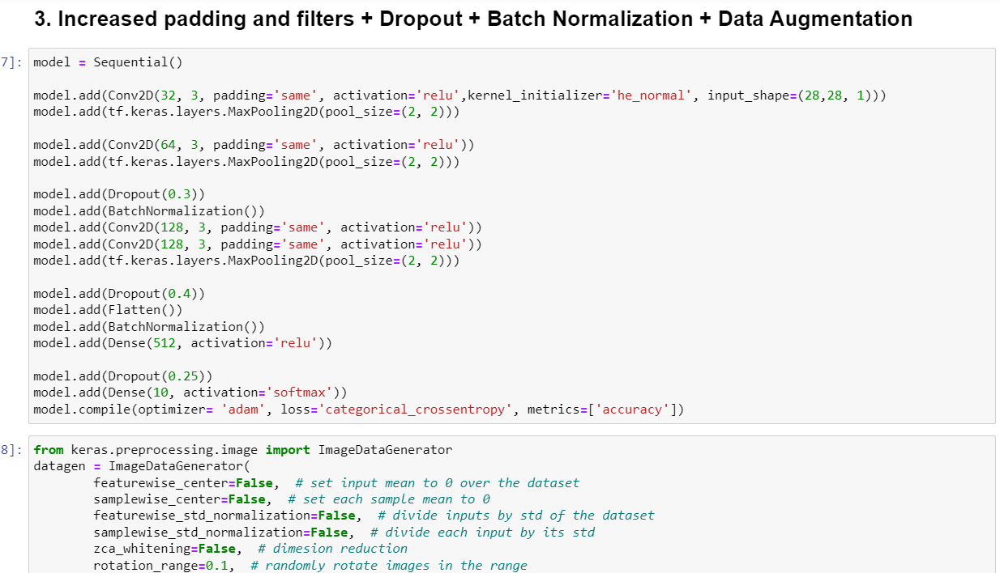 3. Increased padding and filters + Dropout + Batch Normalization + Data Augmentation
7]:
model = Sequential()
model.add(Conv2D(32, 3, padding='same', activation='relu',kernel_initializer='he_normal', input_shape=(28,28, 1)))
model.add(tf.keras.layers.MaxPooling2D(pool_size=(2, 2)))
model.add(Conv2D(64, 3, padding='same', activation='relu'))
model.add(tf.keras.layers.MaxPooling2D(pool_size=(2, 2)))
model.add(Dropout(0.3))
model.add(BatchNormalization())
model.add(Conv2D(128, 3, padding='same', activation='relu'))
model.add(Conv2D(128, 3, padding='same', activation='relu'))
model.add(tf.keras.layers.MaxPooling2D(pool_size=(2, 2)))
model.add(Dropout(0.4))
model.add(Flatten())
model.add(BatchNormalization())
model.add(Dense(512, activation='relu'))
model.add(Dropout(0.25))
model.add(Dense(10, activation='softmax'))
model.compile(optimizer= 'adam', loss='categorical_crossentropy', metrics=['accuracy'])
8]:
from keras.preprocessing.image import ImageDataGenerator
datagen = ImageDataGenerator(
        featurewise_center=False,  # set input mean to 0 over the dataset
        samplewise_center=False,  # set each sample mean to 0
        featurewise_std_normalization=False,  # divide inputs by std of the dataset
        samplewise_std_normalization=False,  # divide each input by its std
        zca_whitening=False,  # dimesion reduction
        rotation_range=0.1,  # randomly rotate images in the range